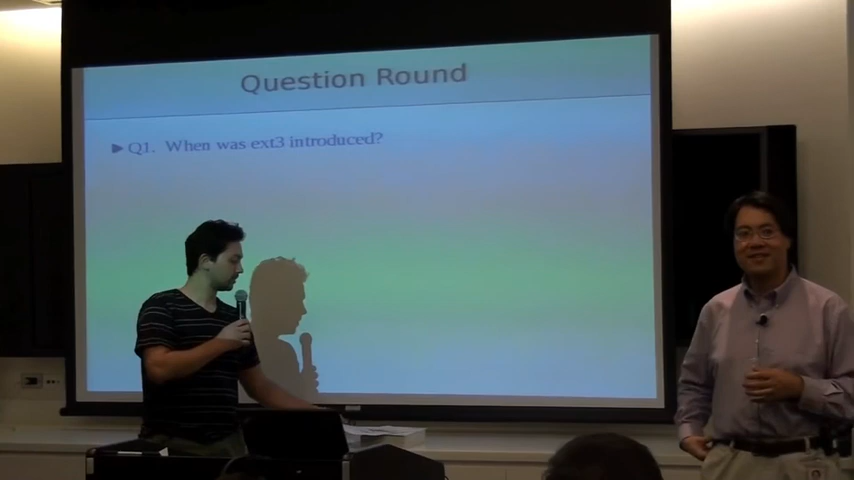 Question Round
Q1. When was ext3 introduced?